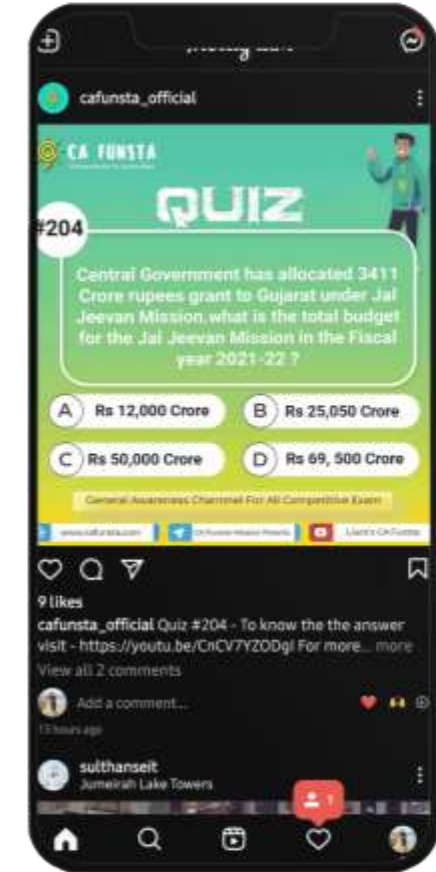 cafunsta_official
CA FUNSTA
QUIZ
#204
Central Government has allocated 3411
Crore rupees grant to Gujarat under Jal
Jeevan Mission,what is the total budget
for the Jal Jeevan Mission in the Fiscal
year 2021-22 ?
A Rs 12,000 Crore
B Rs 25,050 Crore
C Rs 50,000 Crore
D Rs 69, 500 Crore
General Awareness Channel For All Competitive Exam
www.cafunsta.com
9 likes
cafunsta_official Quiz #204 - To know the the answer
visit - https://youtu.be/CnCV7YZODgI For more... more
View all 2 comments
Add a comment...
13 hours ago
sulthanseit
Jumeirah Lake Towers
1